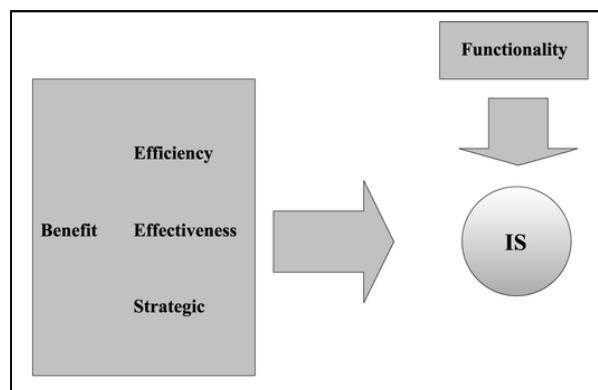 Functionality
Efficiency
Benefit Effectiveness
IS
Strategic